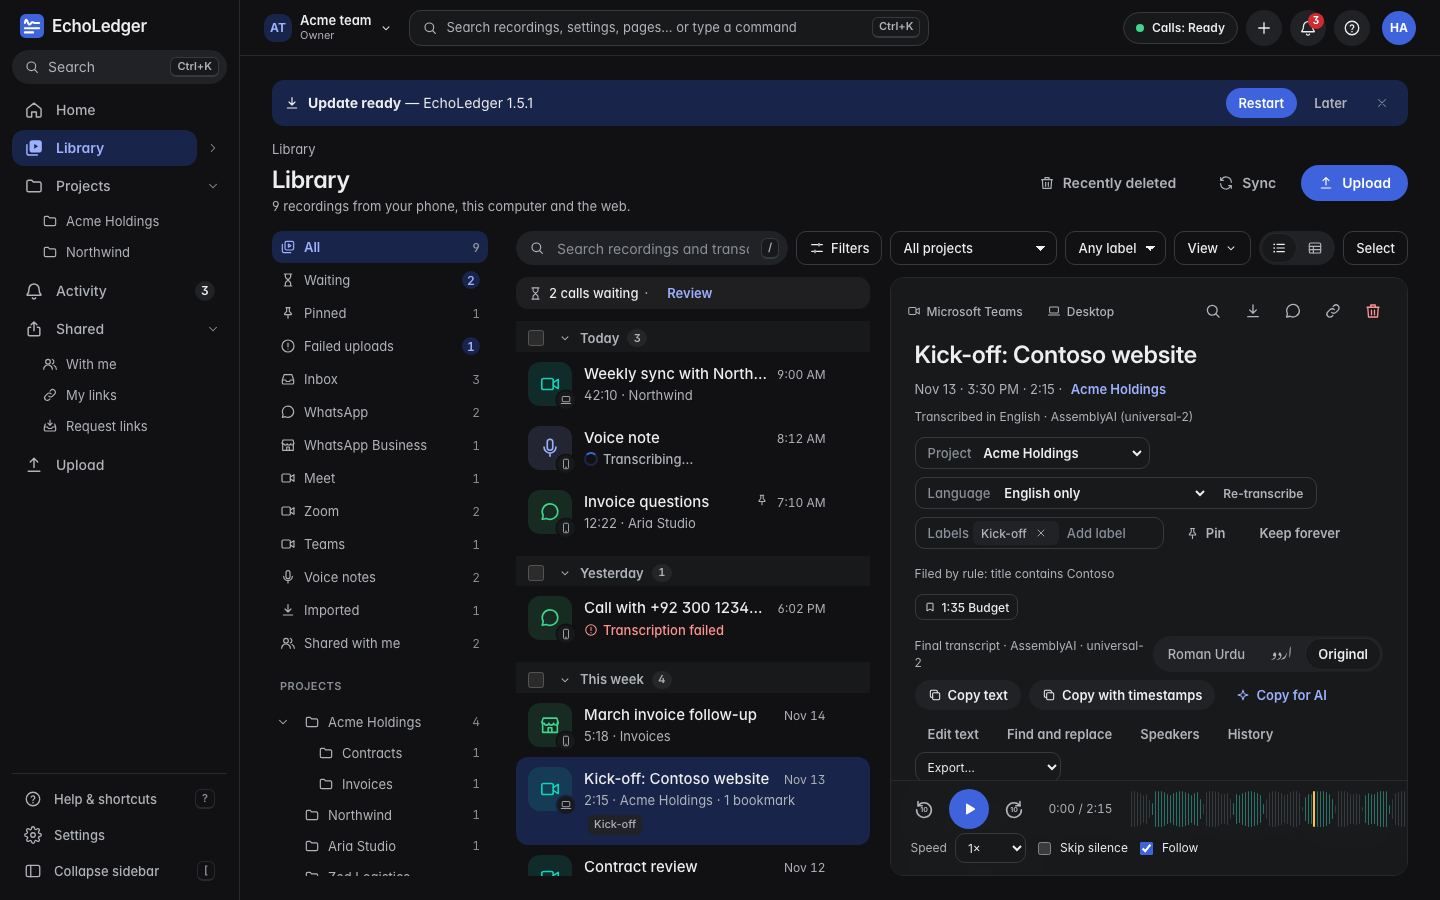 EchoLedger
Search Ctrl+K
Home
Library
Projects
Acme Holdings
Northwind
Activity 3
Shared
With me
My links
Request links
Upload
Help & shortcuts ?
Settings
Collapse sidebar [
AT Acme team
Owner
Search recordings, settings, pages... or type a command Ctrl+K
Calls: Ready
3
HA
Update ready — EchoLedger 1.5.1
Restart Later
Library
Library
9 recordings from your phone, this computer and the web.
Recently deleted Sync Upload
All 9
Waiting 2
Pinned 1
Failed uploads 1
Inbox 3
WhatsApp 2
WhatsApp Business 1
Meet 1
Zoom 2
Teams 1
Voice notes 2
Imported 1
Shared with me 2
PROJECTS
Acme Holdings 4
Contracts 1
Invoices 1
Northwind 1
Aria Studio 1
Zed Logistics
Search recordings and transc /
Filters All projects Any label View Select
2 calls waiting · Review
Today 3
Weekly sync with North... 9:00 AM
42:10 · Northwind
Voice note 8:12 AM
Transcribing...
Invoice questions 7:10 AM
12:22 · Aria Studio
Yesterday 1
Call with +92 300 1234... 6:02 PM
Transcription failed
This week 4
March invoice follow-up Nov 14
5:18 · Invoices
Kick-off: Contoso website Nov 13
2:15 · Acme Holdings · 1 bookmark
Kick-off
Contract review Nov 12
Microsoft Teams Desktop
Kick-off: Contoso website
Nov 13 · 3:30 PM · 2:15 · Acme Holdings
Transcribed in English · AssemblyAI (universal-2)
Project Acme Holdings
Language English only Re-transcribe
Labels Kick-off Add label Pin Keep forever
Filed by rule: title contains Contoso
1:35 Budget
Final transcript · AssemblyAI · universal-
2
Roman Urdu اردو Original
Copy text Copy with timestamps Copy for AI
Edit text Find and replace Speakers History
Export...
10 10 0:00 / 2:15
Speed 1× Skip silence Follow